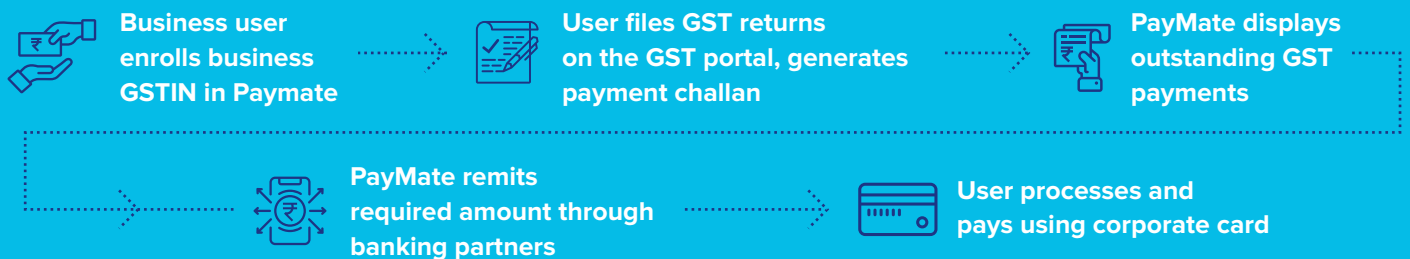 Business user
enrolls business
GSTIN in Paymate
User files GST returns
on the GST portal, generates
payment challan
PayMate displays
outstanding GST
payments
PayMate remits
required amount through
banking partners
User processes and
pays using corporate card